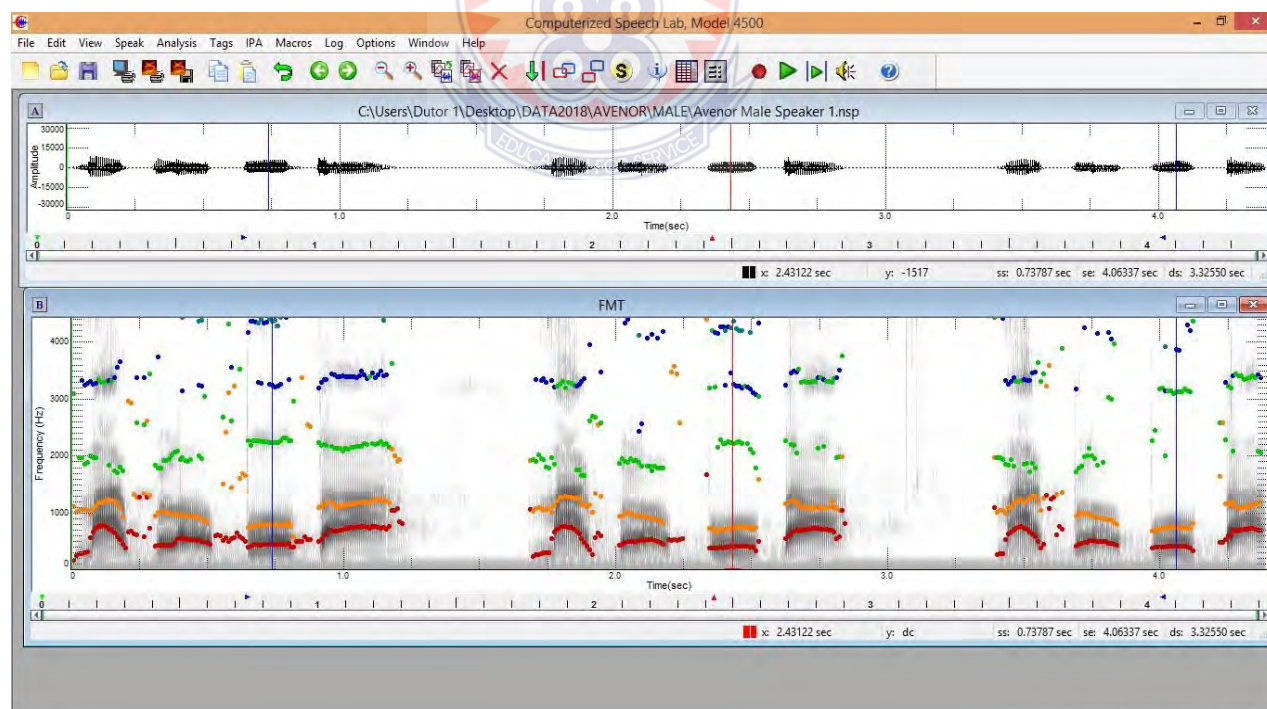 Computerized Speech Lab, Model 4500
File Edit View Speak Analysis Tags IPA Macros Log Options Window Help
S
A C:\Users\Dutor 1\Desktop\DATA2018\AVENOR\MALE\Avenor Male Speaker 1.nsp
30000
15000
0
-15000
-30000
Amplitude
0 1.0 2.0 3.0 4.0
Time(sec)
0 1 2 3 4
x: 2.43122 sec y: -1517 ss: 0.73787 sec se: 4.06337 sec ds: 3.32550 sec
B FMT
4000
3000
2000
1000
0
Frequency (Hz)
0 1.0 2.0 3.0 4.0
Time(sec)
0 1 2 3 4
x: 2.43122 sec y: dc ss: 0.73787 sec se: 4.06337 sec ds: 3.32550 sec